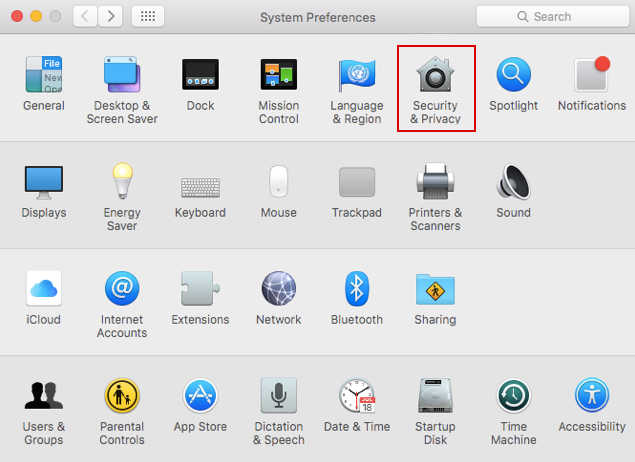 System Preferences
Search
File
New
Ope
General
Desktop &
Screen Saver
Dock
Mission
Control
Language
& Region
Security
& Privacy
Spotlight
Notifications
Displays
Energy
Saver
Keyboard
Mouse
Trackpad
Printers &
Scanners
Sound
iCloud
@
Internet
Accounts
Extensions
Network
Bluetooth
Sharing
Users &
Groups
Parental
Controls
App Store
Dictation
& Speech
JUL
18
Date & Time
Startup
Disk
Time
Machine
Accessibility